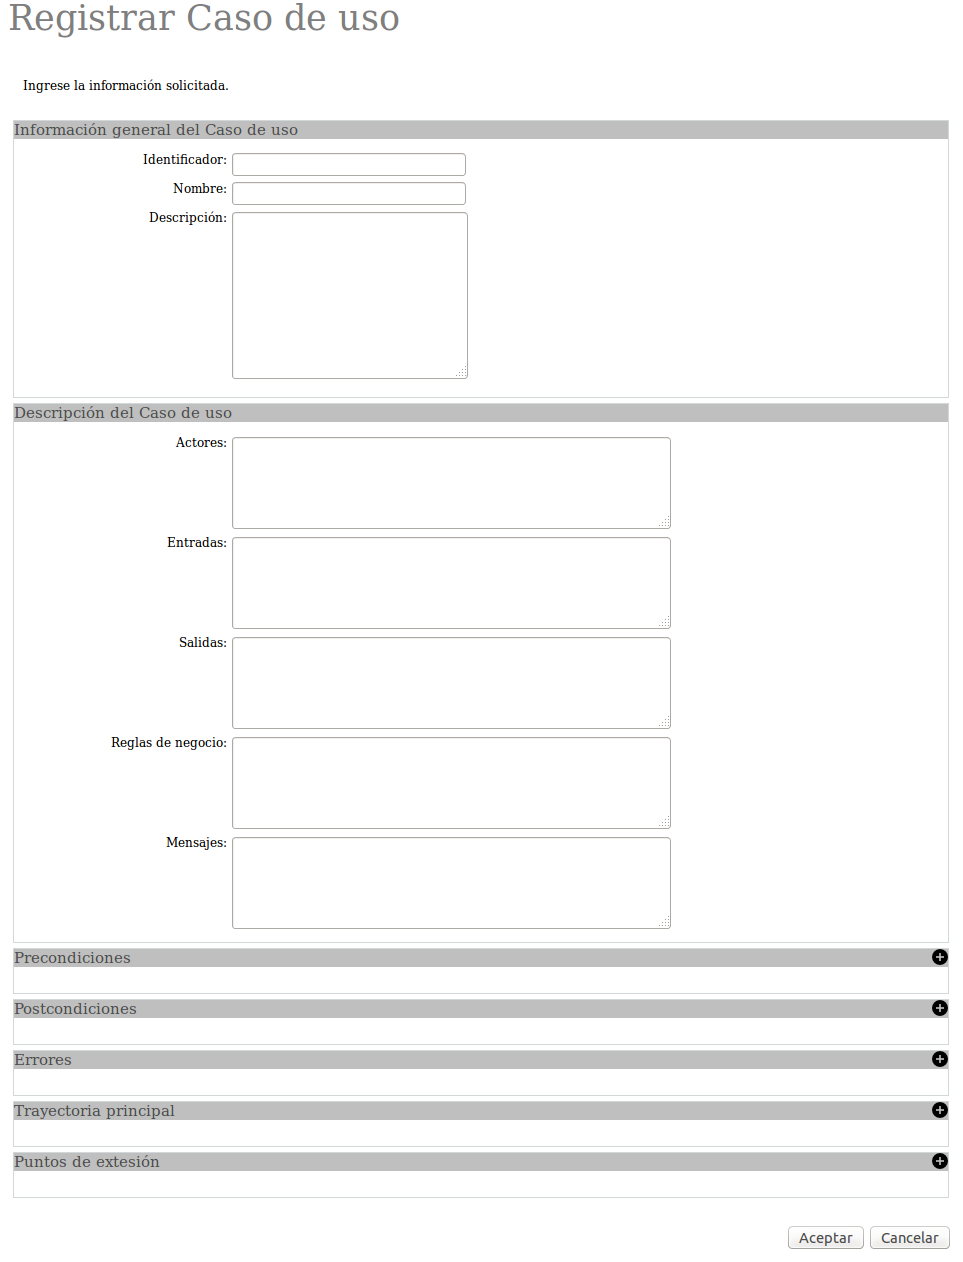 Registrar Caso de uso
Ingrese la información solicitada.
Información general del Caso de uso
Identificador:
Nombre:
Descripción:
Descripción del Caso de uso
Actores:
Entradas:
Salidas:
Reglas de negocio:
Mensajes:
Precondiciones
Postcondiciones
Errores
Trayectoria principal
Puntos de extesión
Aceptar Cancelar